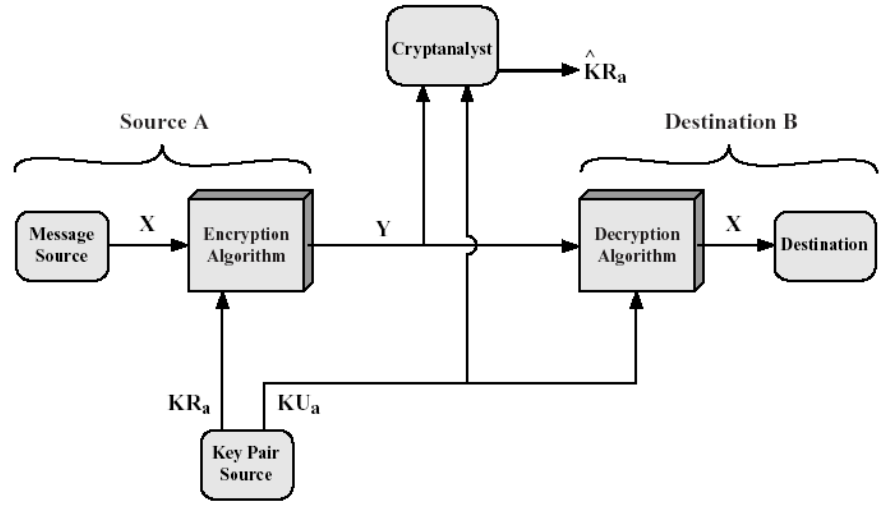 Cryptanalyst
^
KRa
Source A
Destination B
Message
Source
X
Encryption
Algorithm
Y
Decryption
Algorithm
X
Destination
KRa
KUa
Key Pair
Source